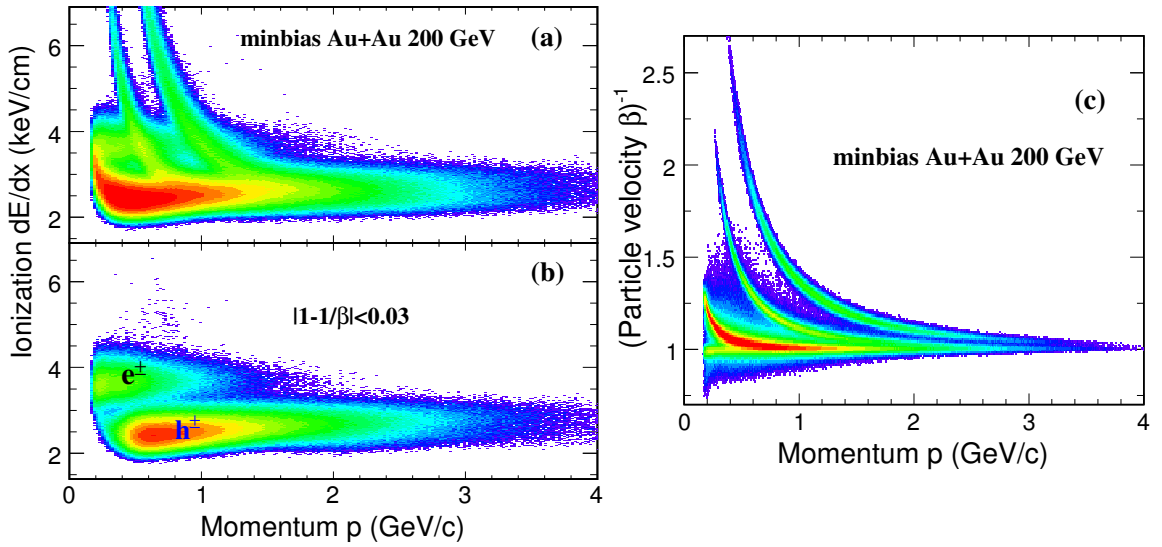 minbias Au+Au 200 GeV
(a)
6
4
2
Ionization dE/dx (keV/cm)
(b)
|1-1/β|<0.03
e±
h±
6
4
2
0
1
2
3
4
Momentum p (GeV/c)
(c)
minbias Au+Au 200 GeV
2.5
2
1.5
1
(Particle velocity β)-1
0
1
2
3
4
Momentum p (GeV/c)